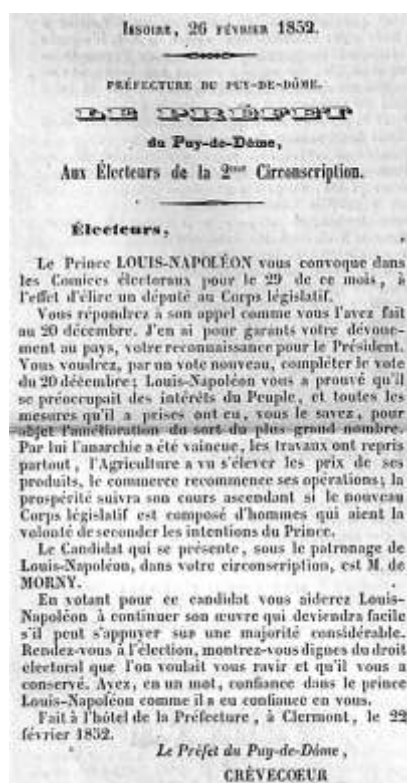 ISSOIRE, 26 FÉVRIER 1852.
PRÉFECTURE DU PUY-DE-DÔME.
LE PRÉFET
du Puy-de-Dôme,
Aux Électeurs de la 2me Circonscription.
Électeurs,
Le Prince LOUIS-NAPOLÉON vous convoque dans
les Comices électoraux pour le 29 de ce mois, à
l'effet d'élire un député au Corps législatif.
Vous répondrez à son appel comme vous l'avez fait
au 20 décembre. J'en ai pour garants votre dévoue-
ment au pays, votre reconnaissance pour le Président.
Vous voudrez, par un vote nouveau, compléter le vote
du 20 décembre; Louis-Napoléon vous a prouvé qu'il
se préoccupait des intérêts du Peuple, et toutes les
mesures qu'il a prises ont eu, vous le savez, pour
objet l'amélioration du sort du plus grand nombre.
Par lui l'anarchie a été vaincue, les travaux ont repris
partout, l'Agriculture a vu s'élever les prix de ses
produits, le commerce recommence ses opérations; la
prospérité suivra son cours ascendant si le nouveau
Corps législatif est composé d'hommes qui aient la
volonté de seconder les intentions du Prince.
Le Candidat qui se présente, sous le patronage de
Louis-Napoléon, dans votre circonscription, est M. de
MORNY.
En votant pour ce candidat vous aiderez Louis-
Napoléon à continuer son œuvre qui deviendra facile
s'il peut s'appuyer sur une majorité considérable.
Rendez-vous à l'élection, montrez-vous dignes du droit
électoral que l'on voulait vous ravir et qu'il vous a
conservé. Ayez, en un mot, confiance dans le prince
Louis-Napoléon comme il a eu confiance en vous.
Fait à l'hôtel de la Préfecture, à Clermont, le 22
février 1852.
Le Préfet du Puy-de-Dôme,
CRÈVECOEUR